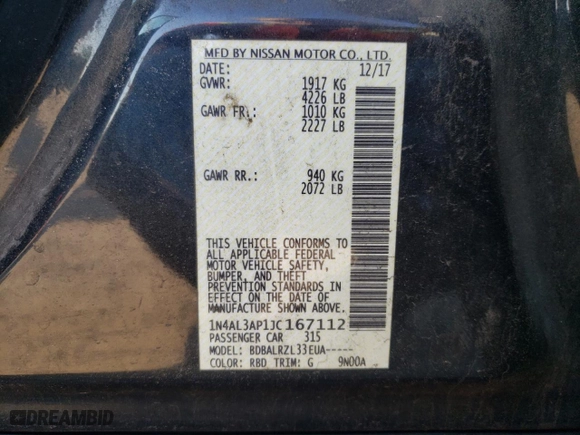 MFD BY NISSAN MOTOR CO., LTD.
DATE: 12/17
GVWR: 1917 KG
4226 LB
GAWR FR.: 1010 KG
2227 LB
GAWR RR.: 940 KG
2072 LB
THIS VEHICLE CONFORMS TO
ALL APPLICABLE FEDERAL
MOTOR VEHICLE SAFETY,
BUMPER, AND THEFT
PREVENTION STANDARDS IN
EFFECT ON THE DATE OF
MANUFACTURE SHOWN ABOVE.
1N4AL3AP1JC167112
PASSENGER CAR 315
MODEL: BDBALRZL33EUA-----
COLOR: RBD TRIM: G 9N00A
DREAMBID